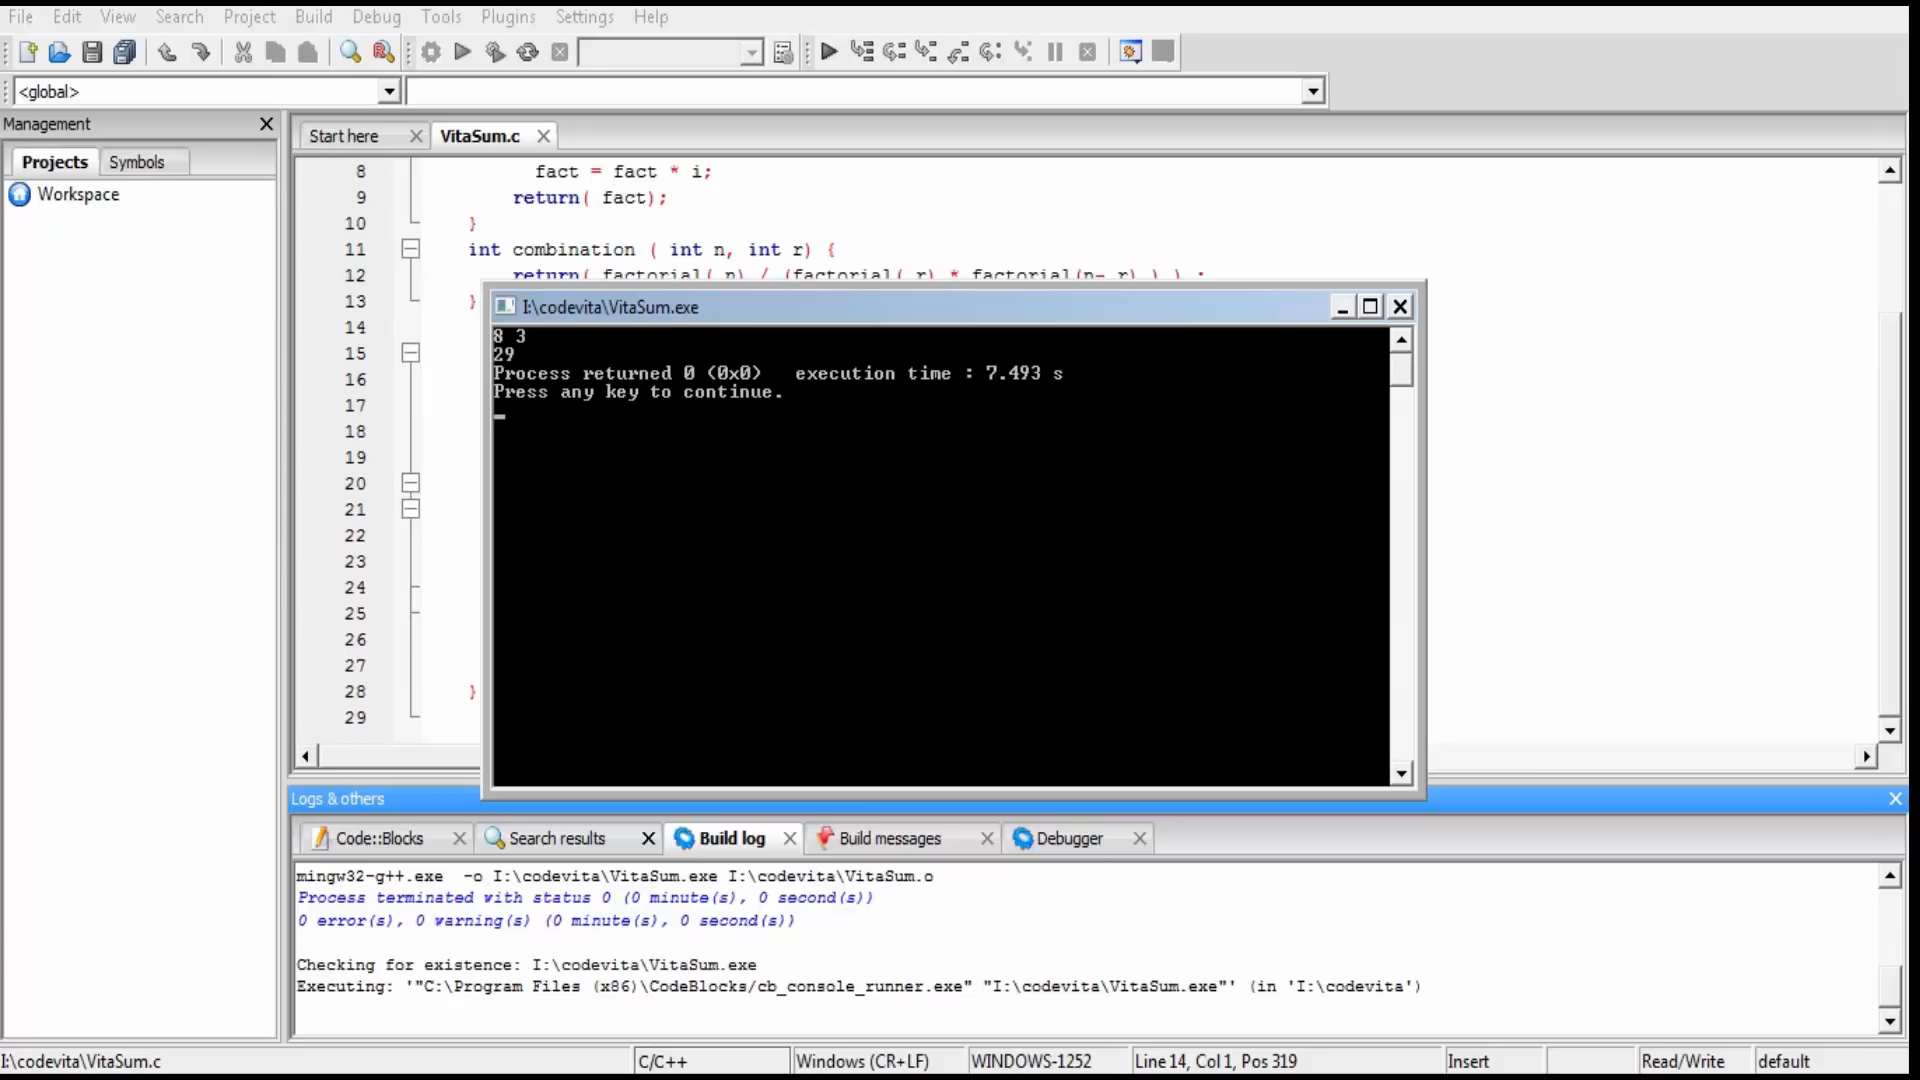 File Edit View Search Project Build Debug Tools Plugins Settings Help
<global>
Management
Start here VitaSum.c
Projects Symbols
Workspace
8 fact = fact * i;
9 return( fact);
10 }
11 int combination ( int n, int r) {
12 return( factorial( n) / (factorial( r) * factorial(n- r) ) ) ;
13 }
14
15
16
17
18
19
20
21
22
23
24
25
26
27
28 }
29
I:\codevita\VitaSum.exe
8 3
29
Process returned 0 (0x0) execution time : 7.493 s
Press any key to continue.
Logs & others
Code::Blocks Search results Build log Build messages Debugger
mingw32-g++.exe -o I:\codevita\VitaSum.exe I:\codevita\VitaSum.o
Process terminated with status 0 (0 minute(s), 0 second(s))
0 error(s), 0 warning(s) (0 minute(s), 0 second(s))
Checking for existence: I:\codevita\VitaSum.exe
Executing: '"C:\Program Files (x86)\CodeBlocks/cb_console_runner.exe" "I:\codevita\VitaSum.exe"' (in 'I:\codevita')
I:\codevita\VitaSum.c C/C++ Windows (CR+LF) WINDOWS-1252 Line 14, Col 1, Pos 319 Insert Read/Write default